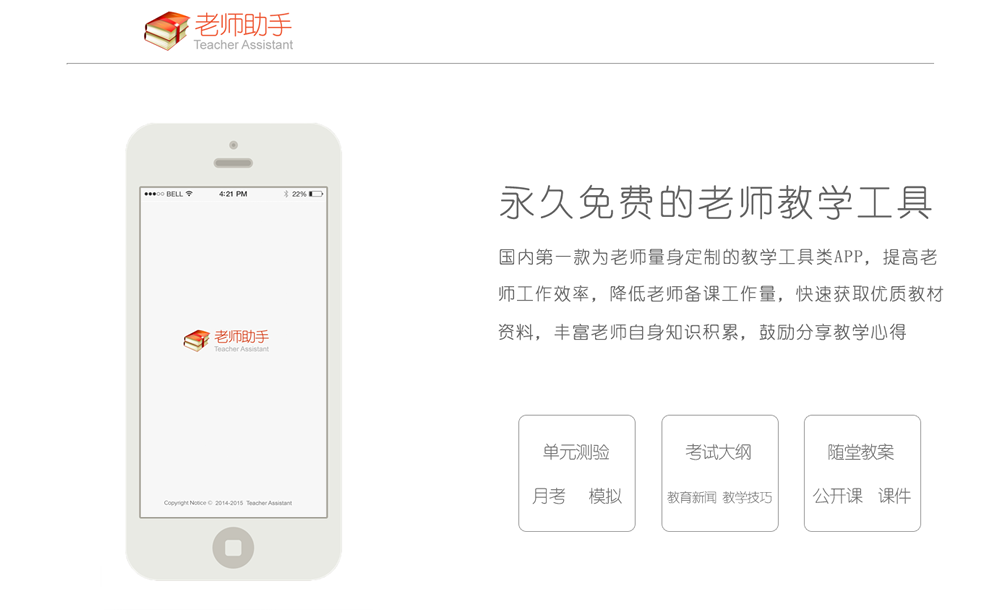 老师助手
Teacher Assistant
BELL 4:21 PM 22%
老师助手
Teacher Assistant
Copyright Notice © 2014-2015 Teacher Assistant
永久免费的老师教学工具
国内第一款为老师量身定制的教学工具类APP，提高老
师工作效率，降低老师备课工作量，快速获取优质教材
资料，丰富老师自身知识积累，鼓励分享教学心得
单元测验
月考 模拟
考试大纲
教育新闻 教学技巧
随堂教案
公开课 课件